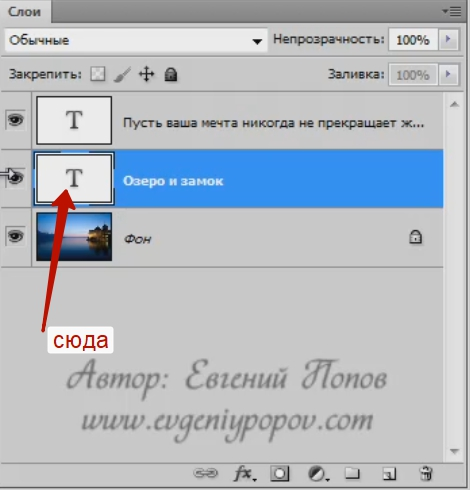 Слои
Обычные Непрозрачность: 100%
Закрепить: Заливка: 100%
T Пусть ваша мечта никогда не прекращает ж...
T Озеро и замок
Фон
сюда
Автор: Евгений Попов
www.evgeniypopov.com
fx